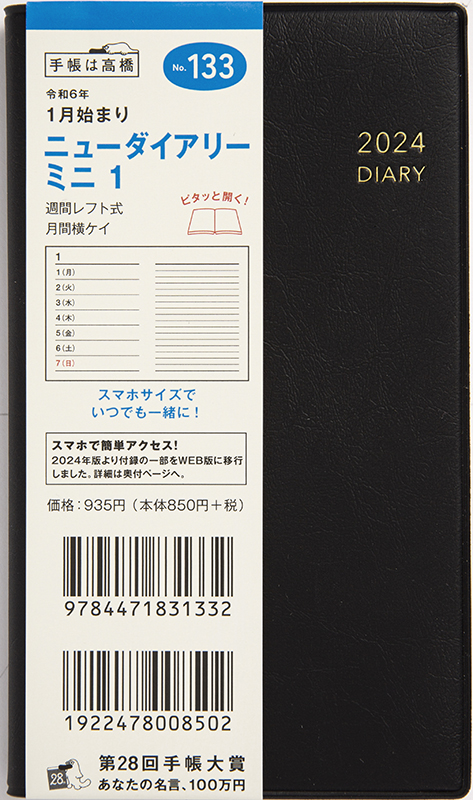 手帳は高橋
No.133
令和6年
1月始まり
ニューダイアリー
ミニ 1
週間レフト式
月間横ケイ
ピタッと開く!
1
1(月)
2(火)
3(水)
4(木)
5(金)
6(土)
7(日)
スマホサイズで
いつでも一緒に!
スマホで簡単アクセス!
2024年版より付録の一部をWEB版に移行
しました。詳細は奥付ページへ。
価格:935円(本体850円+税)
9784471831332
1922478008502
28
第28回手帳大賞
あなたの名言、100万円
2024
DIARY